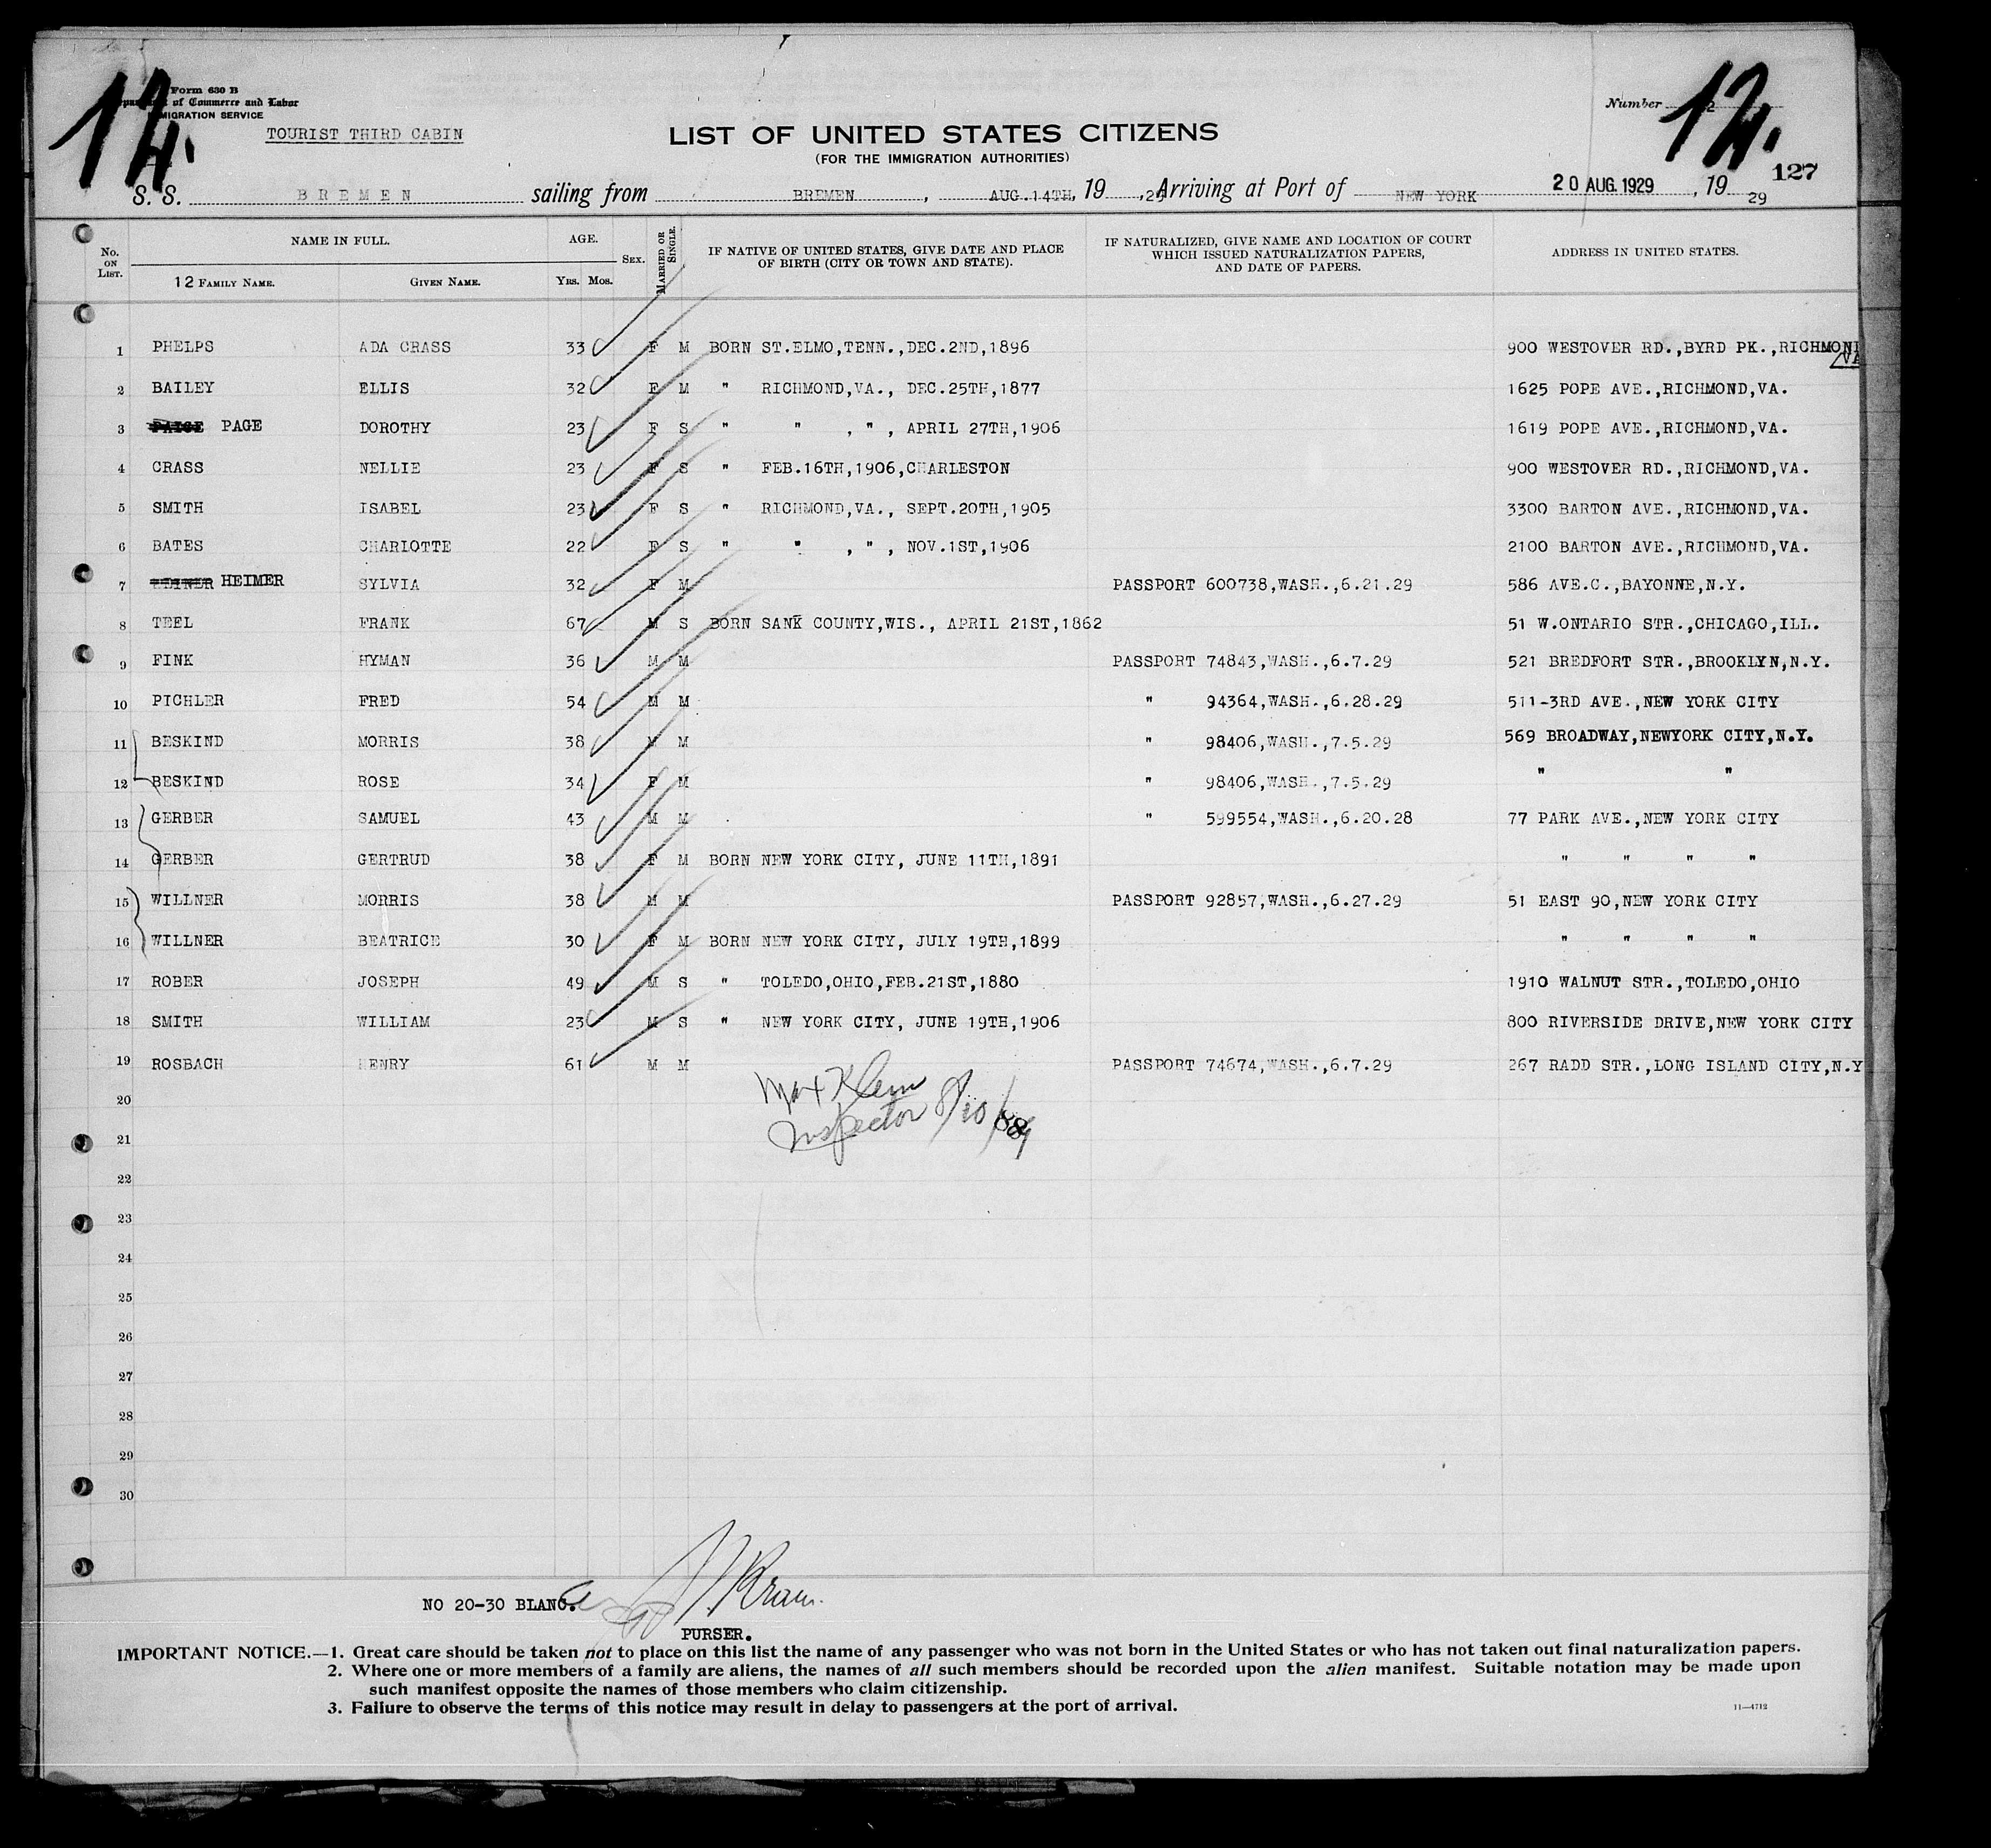 12. 12.
Form 630 B
of Commerce and Labor
IMMIGRATION SERVICE
Number 2
TOURIST THIRD CABIN
LIST OF UNITED STATES CITIZENS
(FOR THE IMMIGRATION AUTHORITIES)
127
S. S. BREMEN sailing from BREMEN, AUG.14TH, 19 ,29 Arriving at Port of NEW YORK 20 AUG. 1929, 19 29
No. ON LIST. NAME IN FULL. AGE. SEX. MARRIED OR SINGLE. IF NATIVE OF UNITED STATES, GIVE DATE AND PLACE OF BIRTH (CITY OR TOWN AND STATE). IF NATURALIZED, GIVE NAME AND LOCATION OF COURT WHICH ISSUED NATURALIZATION PAPERS, AND DATE OF PAPERS. ADDRESS IN UNITED STATES.
12 FAMILY NAME. GIVEN NAME. YRS. MOS.
1 PHELPS ADA CRASS 33 F M BORN ST.ELMO,TENN.,DEC.2ND,1896 900 WESTOVER RD.,BYRD PK.,RICHMOND
VA
2 BAILEY ELLIS 32 F M " RICHMOND,VA., DEC.25TH,1877 1625 POPE AVE.,RICHMOND,VA.
3 PAIGE PAGE DOROTHY 23 F S " " , " , APRIL 27TH,1906 1619 POPE AVE.,RICHMOND,VA.
4 CRASS NELLIE 23 F S " FEB.16TH,1906,CHARLESTON 900 WESTOVER RD.,RICHMOND,VA.
5 SMITH ISABEL 23 F S " RICHMOND,VA., SEPT.20TH,1905 3300 BARTON AVE.,RICHMOND,VA.
6 BATES CHARLOTTE 22 F S " " , " , NOV.1ST,1906 2100 BARTON AVE.,RICHMOND,VA.
7 HEIMER SYLVIA 32 F M PASSPORT 600738,WASH.,6.21.29 586 AVE.C.,BAYONNE,N.Y.
8 TEEL FRANK 67 M S BORN SANK COUNTY,WIS., APRIL 21ST,1862 51 W.ONTARIO STR.,CHICAGO,ILL.
9 FINK HYMAN 36 M M PASSPORT 74843,WASH.,6.7.29 521 BREDFORT STR.,BROOKLYN,N.Y.
10 PICHLER FRED 54 M M " 94364,WASH.,6.28.29 511-3RD AVE.,NEW YORK CITY
11 BESKIND MORRIS 38 M M " 98406,WASH.,7.5.29 569 BROADWAY,NEWYORK CITY,N.Y.
12 BESKIND ROSE 34 F M " 98406,WASH.,7.5.29 " "
13 GERBER SAMUEL 43 M M " 599554,WASH.,6.20.28 77 PARK AVE.,NEW YORK CITY
14 GERBER GERTRUD 38 F M BORN NEW YORK CITY, JUNE 11TH,1891 " " " "
15 WILLNER MORRIS 38 M M PASSPORT 92857,WASH.,6.27.29 51 EAST 90,NEW YORK CITY
16 WILLNER BEATRICE 30 F M BORN NEW YORK CITY, JULY 19TH,1899 " " " "
17 ROBER JOSEPH 49 M S " TOLEDO,OHIO,FEB.21ST,1880 1910 WALNUT STR.,TOLEDO,OHIO
18 SMITH WILLIAM 23 M S " NEW YORK CITY, JUNE 19TH,1906 800 RIVERSIDE DRIVE,NEW YORK CITY
19 ROSBACH HENRY 61 M M PASSPORT 74674,WASH.,6.7.29 267 RADD STR.,LONG ISLAND CITY,N.Y
Max Klem
20
Inspector 8/20/
21
22
23
24
25
26
27
28
29
30
NO 20-30 BLANC.
PURSER.
IMPORTANT NOTICE.—1. Great care should be taken not to place on this list the name of any passenger who was not born in the United States or who has not taken out final naturalization papers.
2. Where one or more members of a family are aliens, the names of all such members should be recorded upon the alien manifest. Suitable notation may be made upon
such manifest opposite the names of those members who claim citizenship.
3. Failure to observe the terms of this notice may result in delay to passengers at the port of arrival.
11—4712